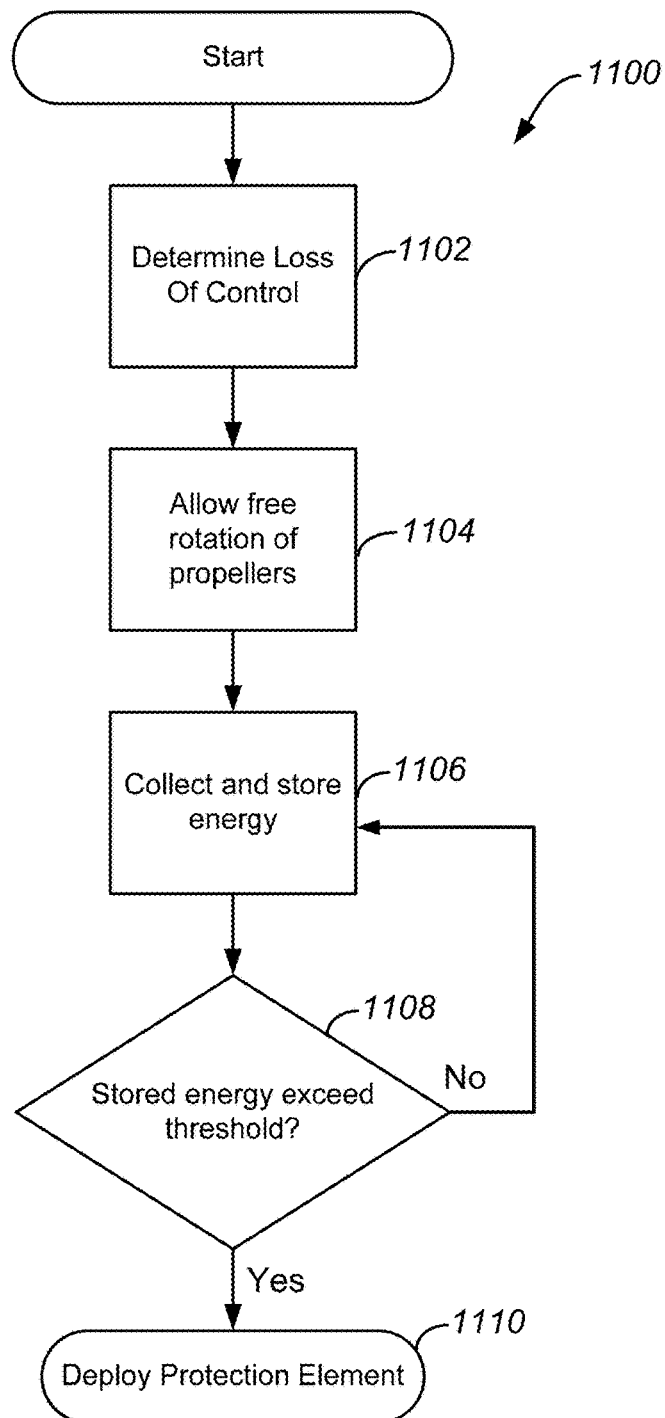 Start
1100
Determine Loss
Of Control
1102
Allow free
rotation of
propellers
1104
Collect and store
energy
1106
Stored energy exceed
threshold?
1108
No
Yes
Deploy Protection Element
1110